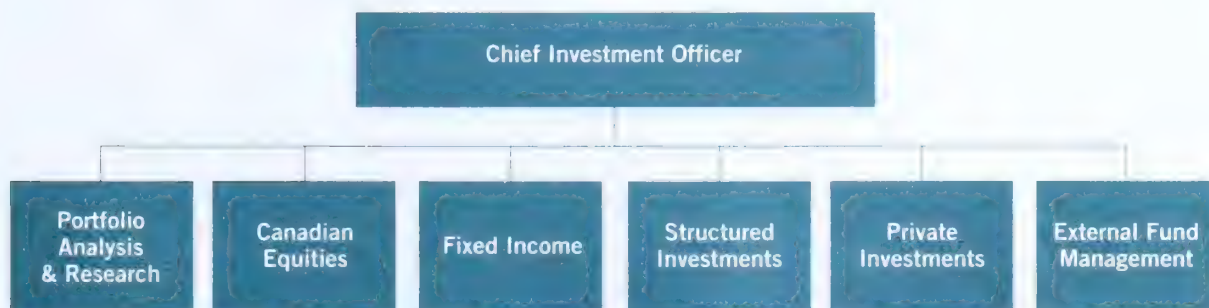 Chief Investment Officer
Portfolio
Analysis
& Research
Canadian
Equities
Fixed Income
Structured
Investments
Private
Investments
External Fund
Management